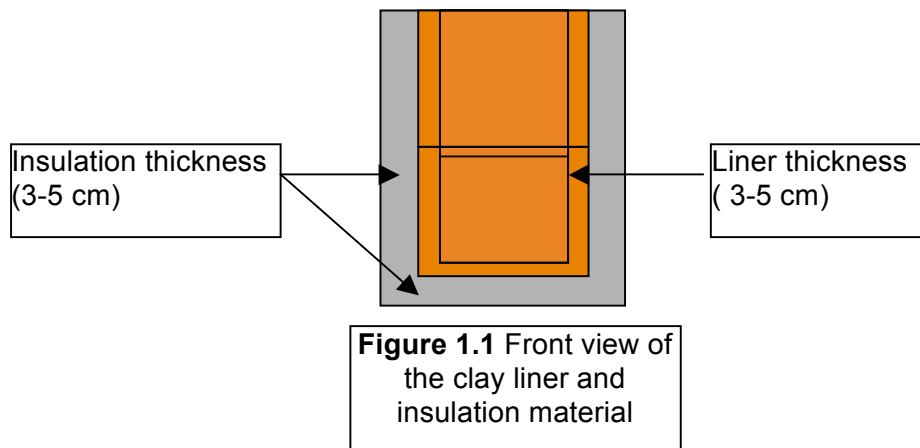 Insulation thickness
(3-5 cm)
Liner thickness
( 3-5 cm)
Figure 1.1 Front view of
the clay liner and
insulation material